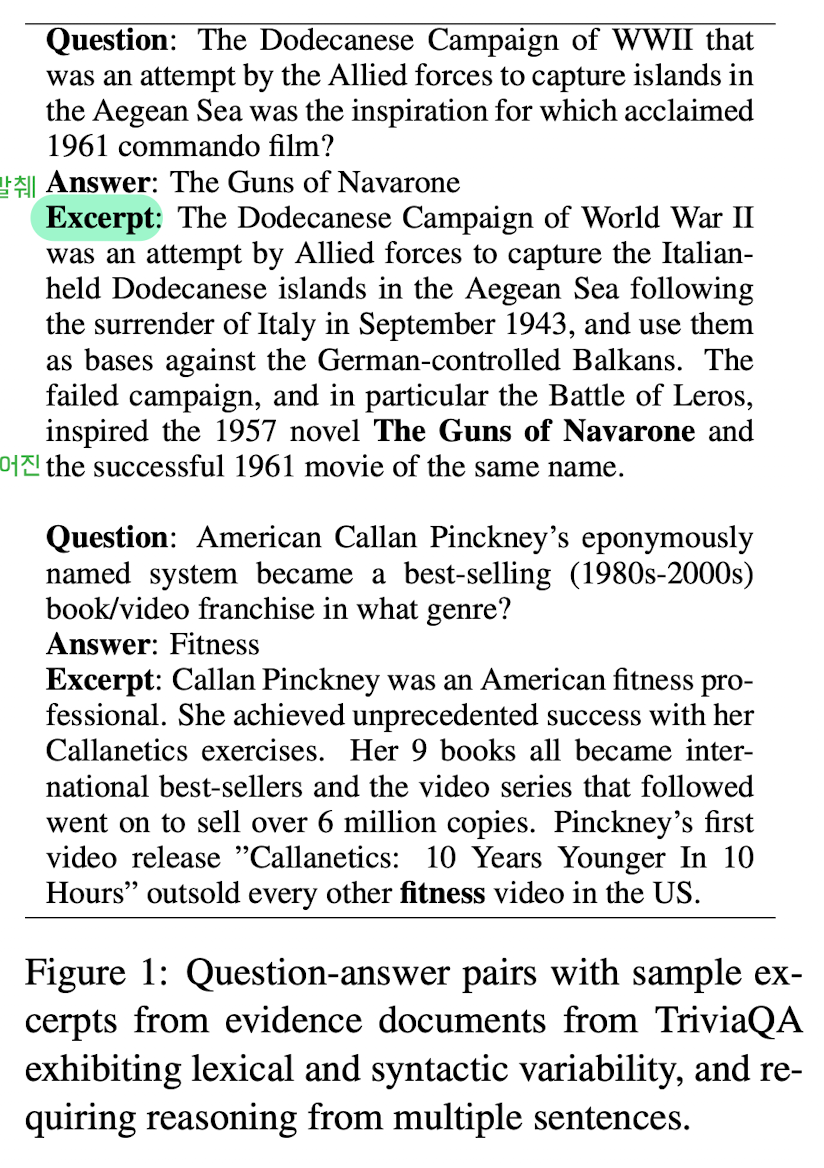 Question: The Dodecanese Campaign of WWII that
was an attempt by the Allied forces to capture islands in
the Aegean Sea was the inspiration for which acclaimed
1961 commando film?
발췌 Answer: The Guns of Navarone
Excerpt: The Dodecanese Campaign of World War II
was an attempt by Allied forces to capture the Italian-
held Dodecanese islands in the Aegean Sea following
the surrender of Italy in September 1943, and use them
as bases against the German-controlled Balkans. The
failed campaign, and in particular the Battle of Leros,
inspired the 1957 novel The Guns of Navarone and
어진 the successful 1961 movie of the same name.
Question: American Callan Pinckney’s eponymously
named system became a best-selling (1980s-2000s)
book/video franchise in what genre?
Answer: Fitness
Excerpt: Callan Pinckney was an American fitness pro-
fessional. She achieved unprecedented success with her
Callanetics exercises. Her 9 books all became inter-
national best-sellers and the video series that followed
went on to sell over 6 million copies. Pinckney’s first
video release ”Callanetics: 10 Years Younger In 10
Hours” outsold every other fitness video in the US.
Figure 1: Question-answer pairs with sample ex-
cerpts from evidence documents from TriviaQA
exhibiting lexical and syntactic variability, and re-
quiring reasoning from multiple sentences.